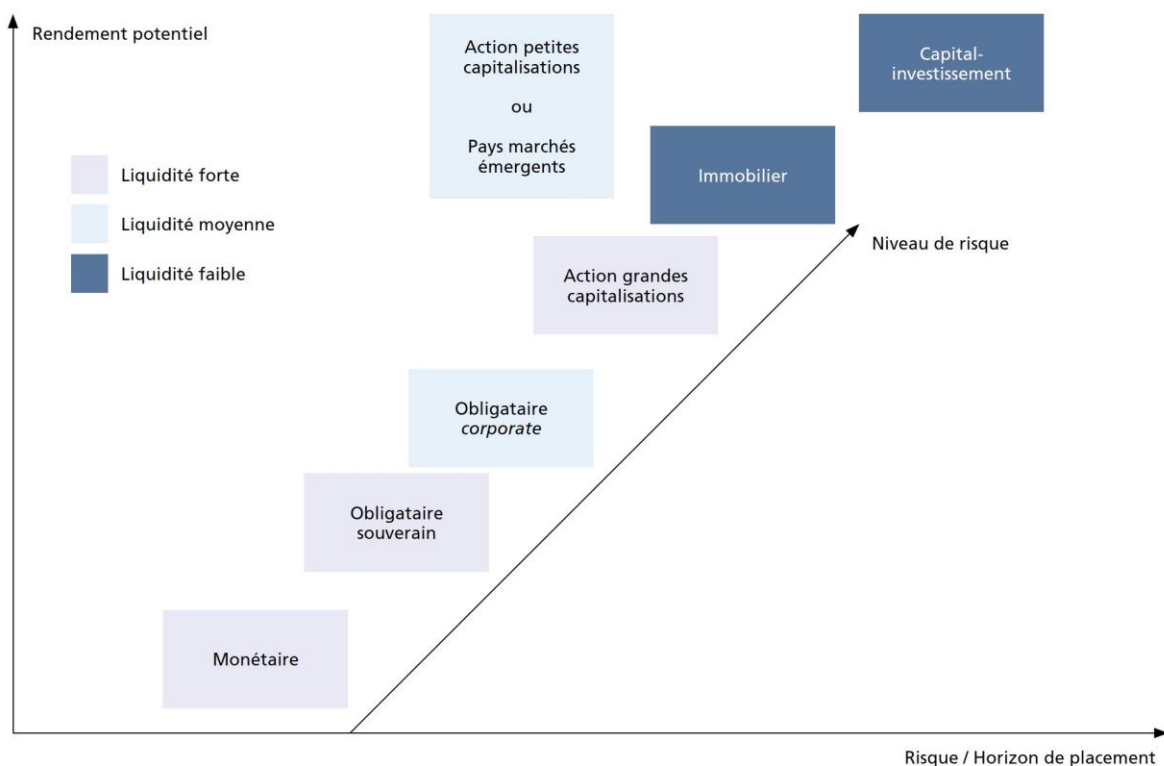 Rendement potentiel
Action petites
capitalisations
ou
Pays marchés
émergents
Capital-
investissement
Liquidité forte
Liquidité moyenne
Liquidité faible
Immobilier
Niveau de risque
Action grandes
capitalisations
Obligataire
corporate
Obligataire
souverain
Monétaire
Risque / Horizon de placement